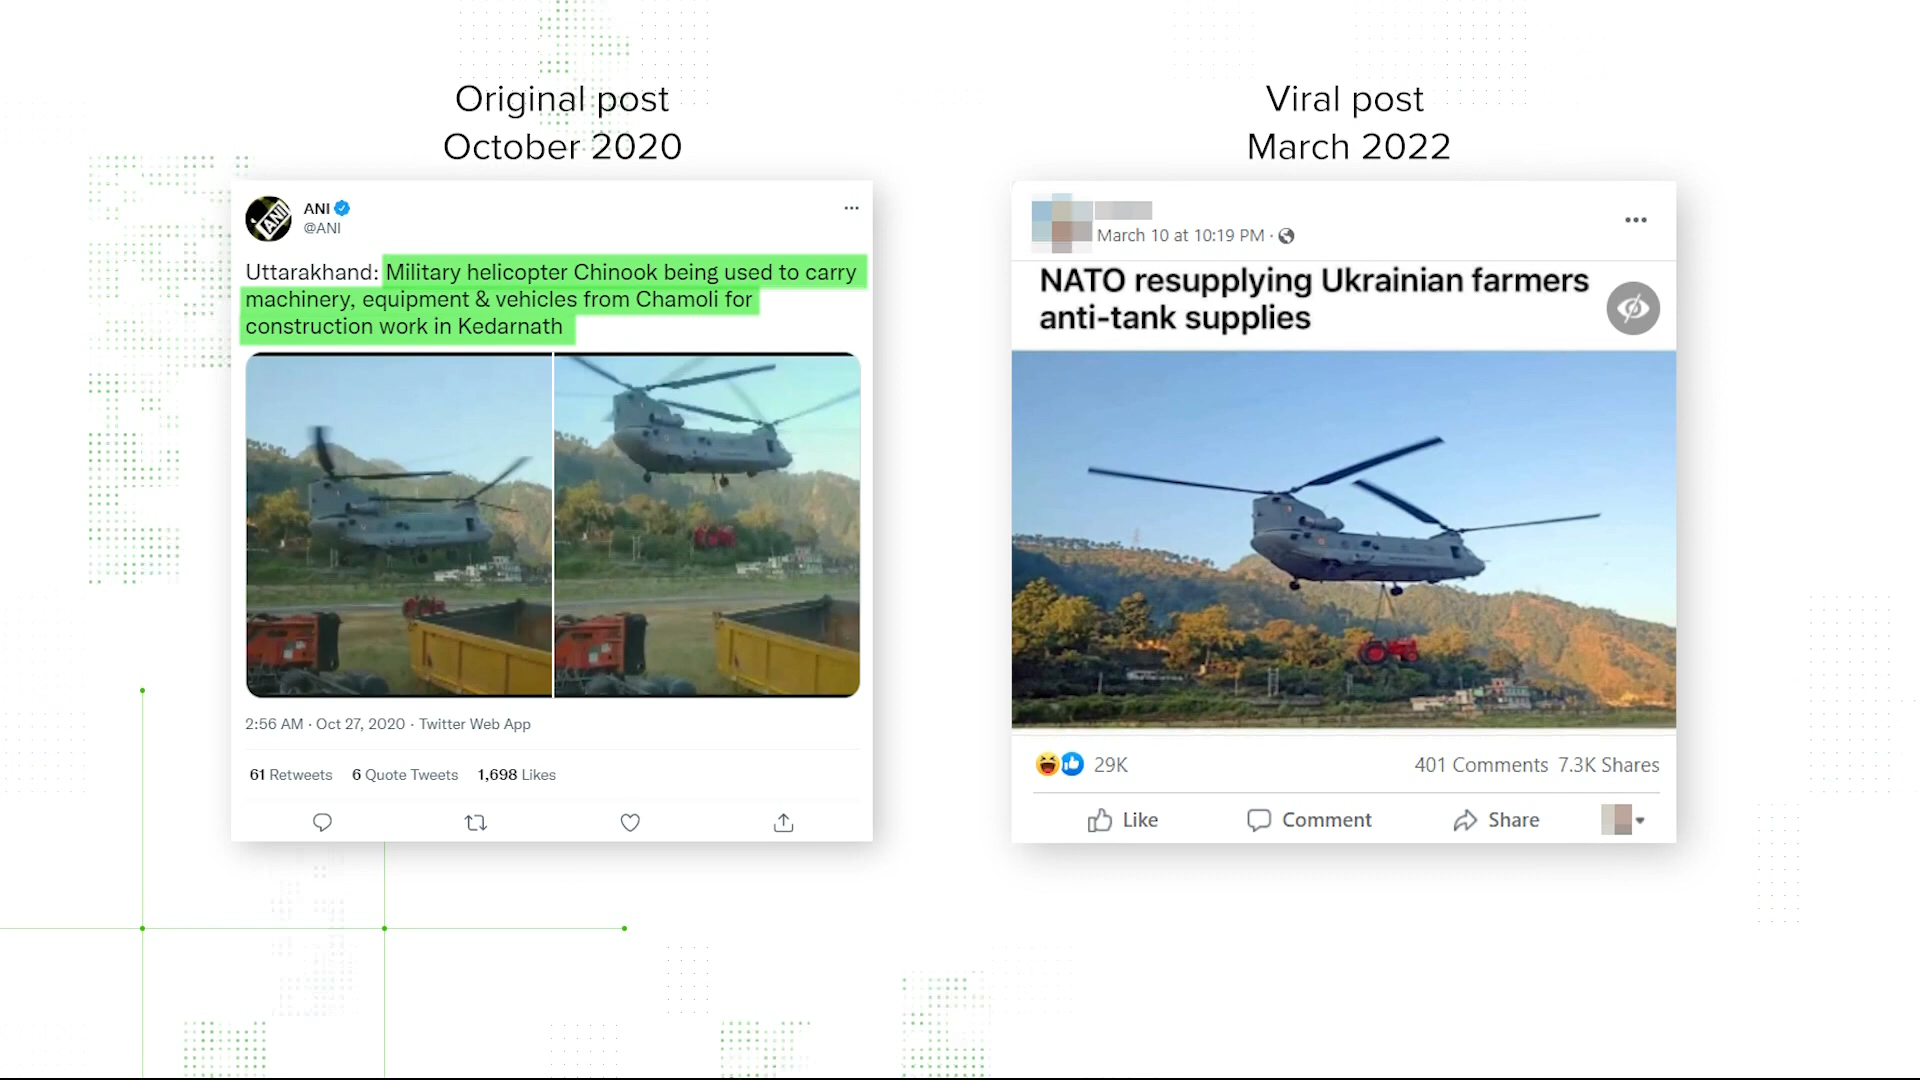 Original post
October 2020
ANI
ANI
@ANI
Uttarakhand: Military helicopter Chinook being used to carry
machinery, equipment & vehicles from Chamoli for
construction work in Kedarnath
2:56 AM · Oct 27, 2020 · Twitter Web App
61 Retweets 6 Quote Tweets 1,698 Likes
Viral post
March 2022
March 10 at 10:19 PM ·
NATO resupplying Ukrainian farmers
anti-tank supplies
29K 401 Comments 7.3K Shares
Like Comment Share